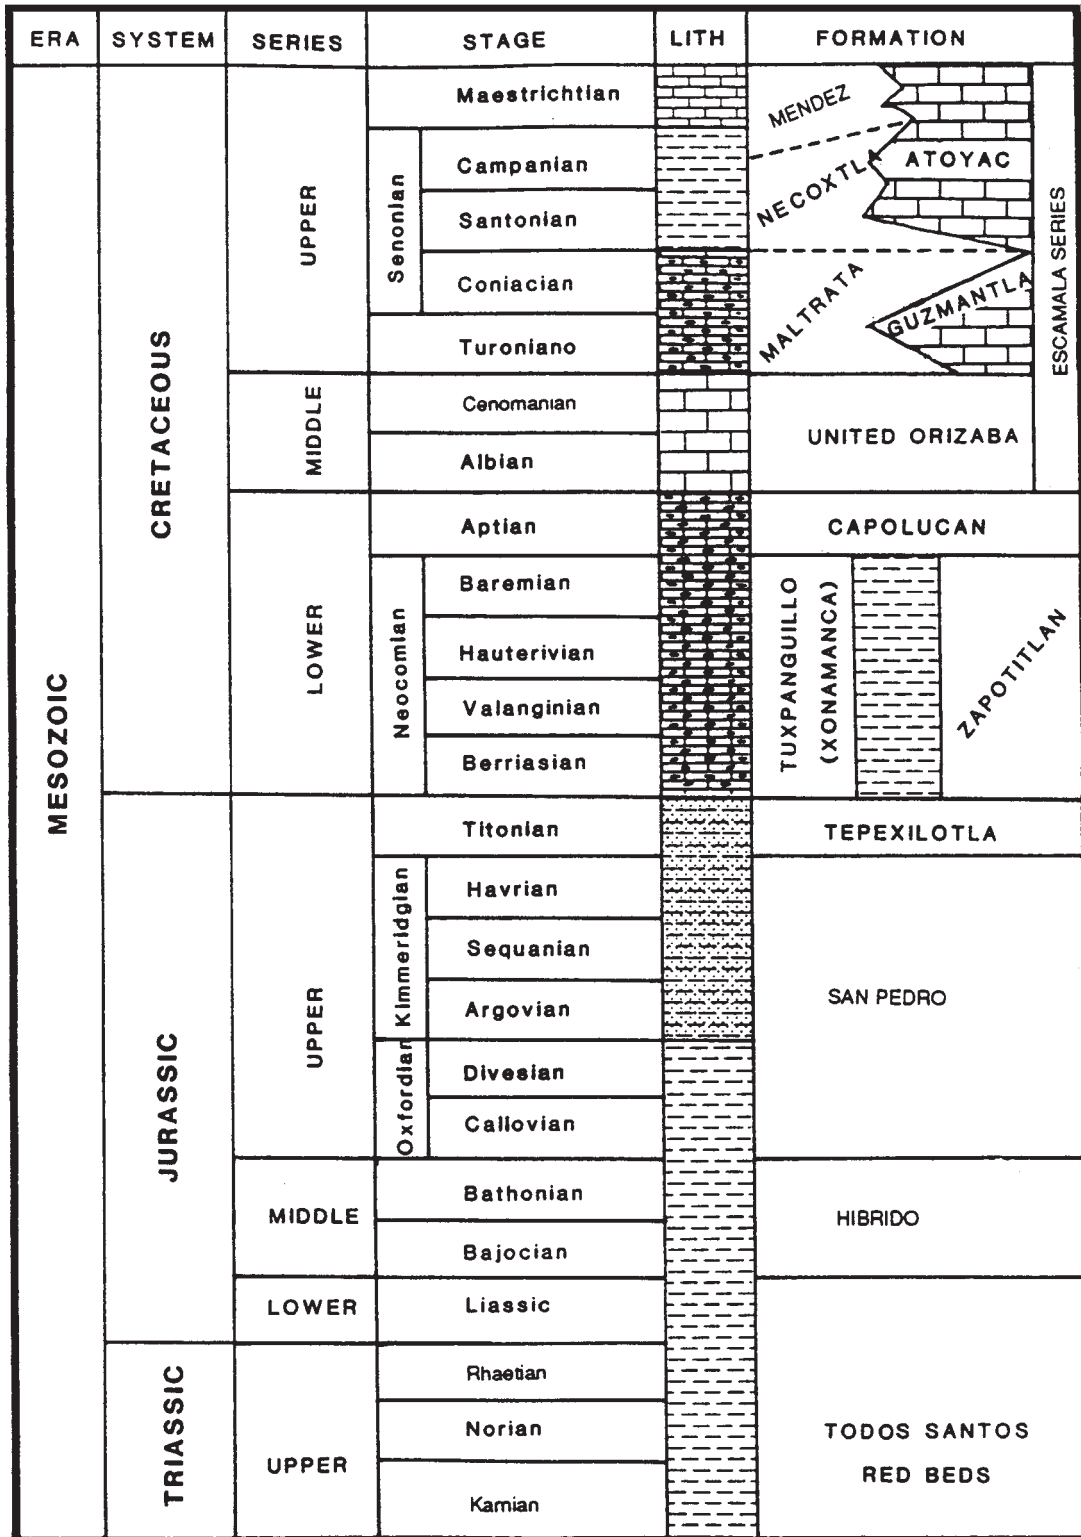 ERA SYSTEM SERIES STAGE LITH FORMATION
MESOZOIC
CRETACEOUS
UPPER
Maestrichtian
Senonian
Campanian
Santonian
Coniacian
Turoniano
MENDEZ
NECOXTLA
ATOYAC
MALTRATA
GUZMANTLA
ESCAMALA SERIES
MIDDLE
Cenomanian
Albian
UNITED ORIZABA
LOWER
Aptian
CAPOLUCAN
Neocomian
Baremian
Hauterivian
Valanginian
Berriasian
TUXPANGUILLO
(XONAMANCA)
ZAPOTITLAN
JURASSIC
UPPER
Titonian
TEPEXILOTLA
Kimmeridgian
Havrian
Sequanian
Argovian
Oxfordian
Divesian
Callovian
SAN PEDRO
MIDDLE
Bathonian
Bajocian
HIBRIDO
LOWER
Liassic
TRIASSIC
UPPER
Rhaetian
Norian
Karnian
TODOS SANTOS
RED BEDS